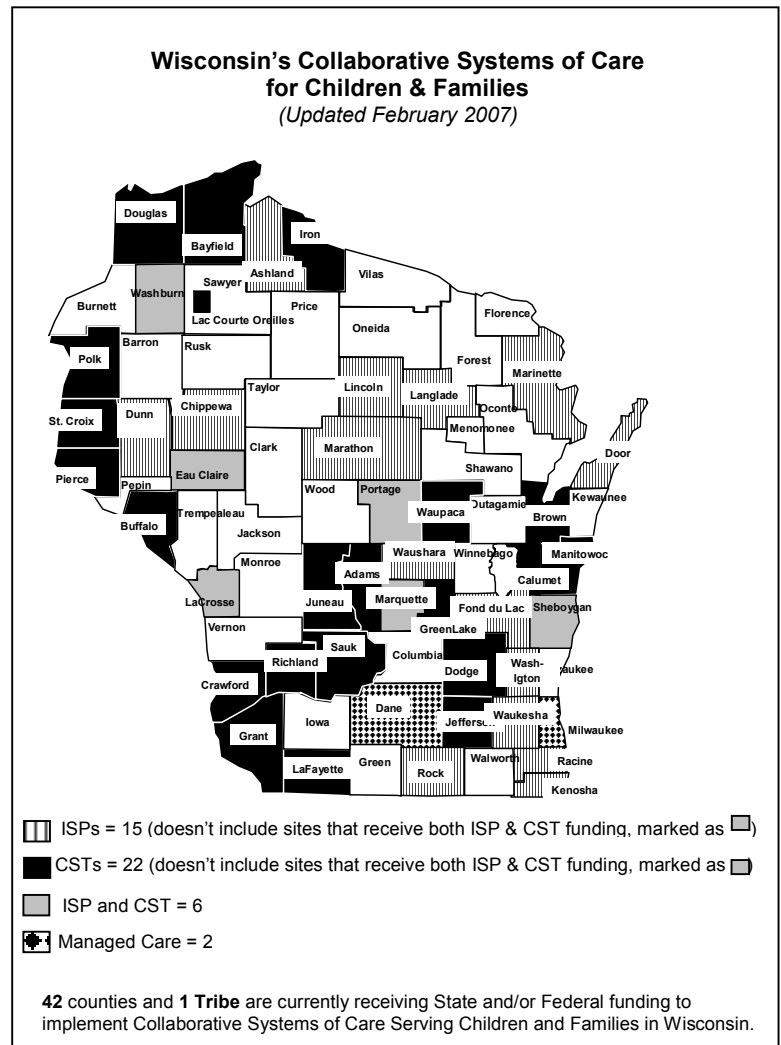 Wisconsin's Collaborative Systems of Care
for Children & Families
(Updated February 2007)
Douglas
Bayfield
Iron
Ashland
Vilas
Washburn
Sawyer
Burnett
Lac Courte Oreilles
Price
Florence
Oneida
Barron
Rusk
Polk
Forest
Marinette
Taylor
Lincoln
Langlade
Chippewa
Dunn
Oconto
St. Croix
Menomonee
Clark
Marathon
Door
Shawano
Eau Claire
Pierce
Pepin
Wood
Portage
Kewaunee
Waupaca
Outagamie
Trempealeau
Brown
Buffalo
Jackson
Waushara
Winnebago
Manitowoc
Monroe
Adams
Calumet
Marquette
LaCrosse
Juneau
Fond du Lac
Sheboygan
Vernon
GreenLake
Sauk
Columbia
Richland
Dodge
Wash-
Igton
aukee
Crawford
Dane
Waukesha
Jefferson
Iowa
Milwaukee
Grant
Green
Walworth
Racine
LaFayette
Rock
Kenosha
ISPs = 15 (doesn't include sites that receive both ISP & CST funding, marked as )
CSTs = 22 (doesn't include sites that receive both ISP & CST funding, marked as )
ISP and CST = 6
Managed Care = 2
42 counties and 1 Tribe are currently receiving State and/or Federal funding to
implement Collaborative Systems of Care Serving Children and Families in Wisconsin.